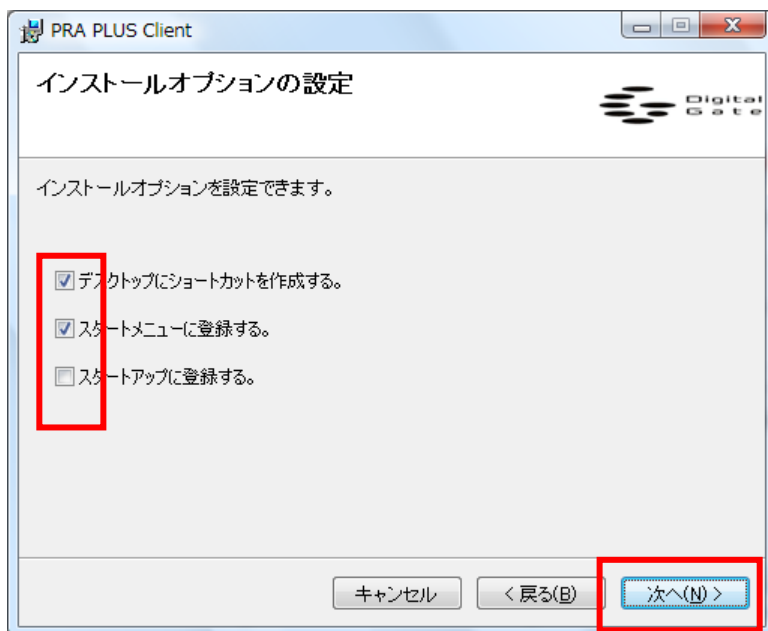 PRA PLUS Client
インストールオプションの設定
Digital
Gate
インストールオプションを設定できます。
デスクトップにショートカットを作成する。
スタートメニューに登録する。
スタートアップに登録する。
キャンセル
< 戻る(B)
次へ(N) >